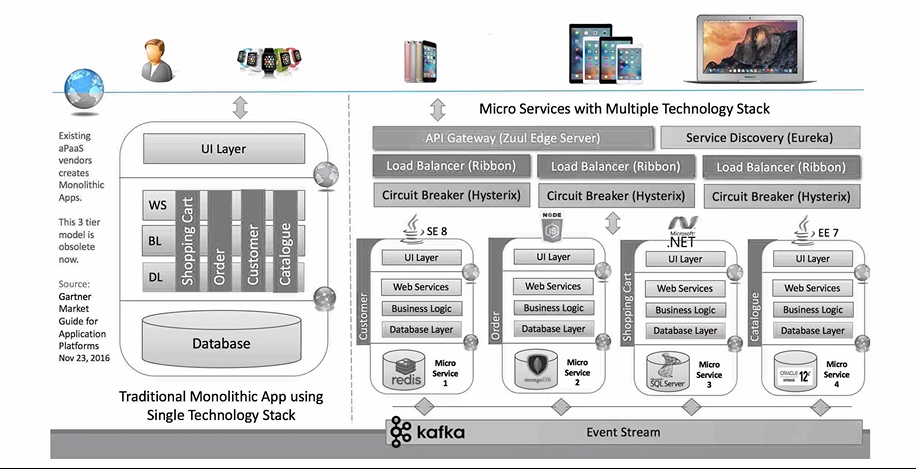 Existing
aPaaS
vendors
creates
Monolithic
Apps.
This 3 tier
model is
obsolete
now.
Source:
Gartner
Market
Guide for
Application
Platforms
Nov 23, 2016
UI Layer
WS
BL
DL
Shopping Cart
Order
Customer
Catalogue
Database
Traditional Monolithic App using
Single Technology Stack
Micro Services with Multiple Technology Stack
API Gateway (Zuul Edge Server)
Service Discovery (Eureka)
Load Balancer (Ribbon)
Load Balancer (Ribbon)
Load Balancer (Ribbon)
Circuit Breaker (Hysterix)
Circuit Breaker (Hysterix)
Circuit Breaker (Hysterix)
SE 8
Customer
UI Layer
Web Services
Business Logic
Database Layer
redis
Micro
Service
1
NODE
JS
Order
UI Layer
Web Services
Business Logic
Database Layer
mongoDB
Micro
Service
2
Microsoft
.NET
Shopping Cart
UI Layer
Web Services
Business Logic
Database Layer
SQL Server
Micro
Service
3
EE 7
Catalogue
UI Layer
Web Services
Business Logic
Database Layer
ORACLE
12c
Micro
Service
4
kafka
Event Stream